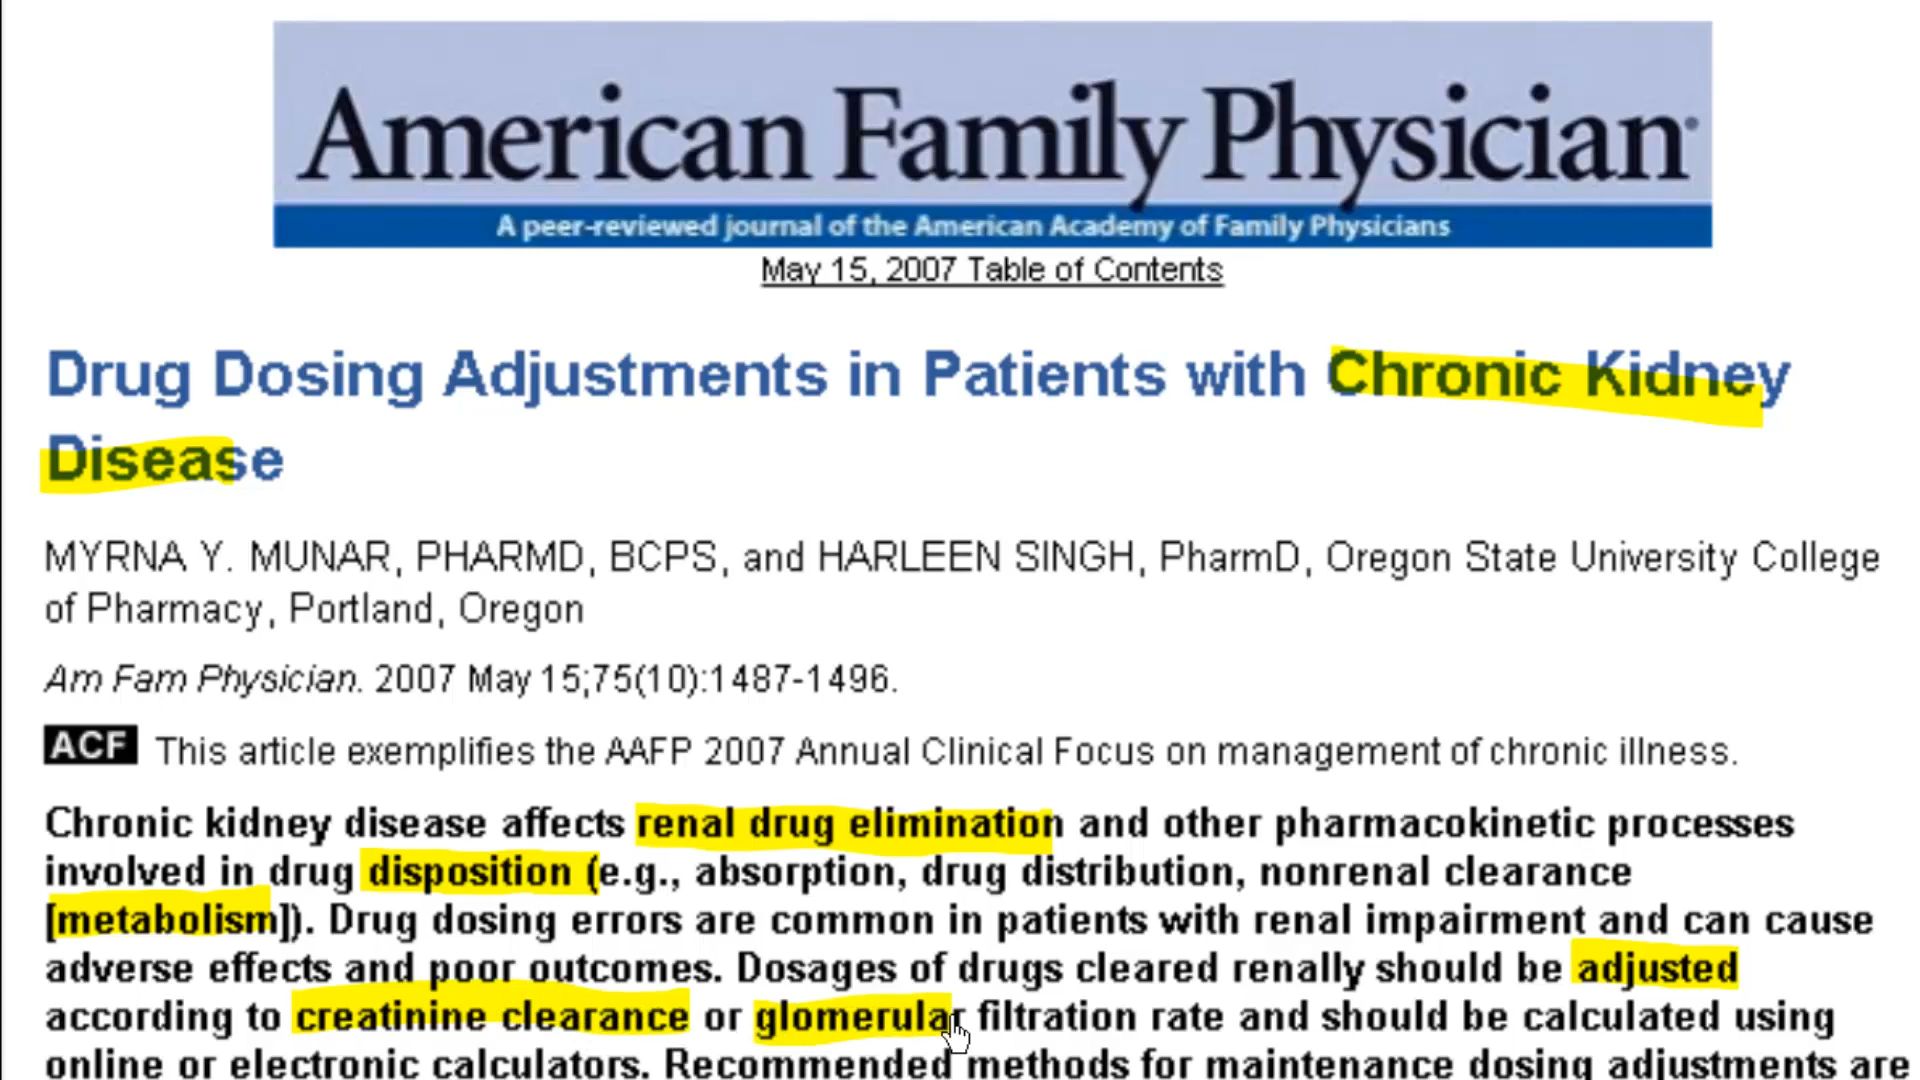 American Family Physician®
A peer-reviewed journal of the American Academy of Family Physicians
May 15, 2007 Table of Contents
Drug Dosing Adjustments in Patients with Chronic Kidney
Disease
MYRNA Y. MUNAR, PHARMD, BCPS, and HARLEEN SINGH, PharmD, Oregon State University College
of Pharmacy, Portland, Oregon
Am Fam Physician. 2007 May 15;75(10):1487-1496.
ACF This article exemplifies the AAFP 2007 Annual Clinical Focus on management of chronic illness.
Chronic kidney disease affects renal drug elimination and other pharmacokinetic processes
involved in drug disposition (e.g., absorption, drug distribution, nonrenal clearance
[metabolism]). Drug dosing errors are common in patients with renal impairment and can cause
adverse effects and poor outcomes. Dosages of drugs cleared renally should be adjusted
according to creatinine clearance or glomerular filtration rate and should be calculated using
online or electronic calculators. Recommended methods for maintenance dosing adjustments are